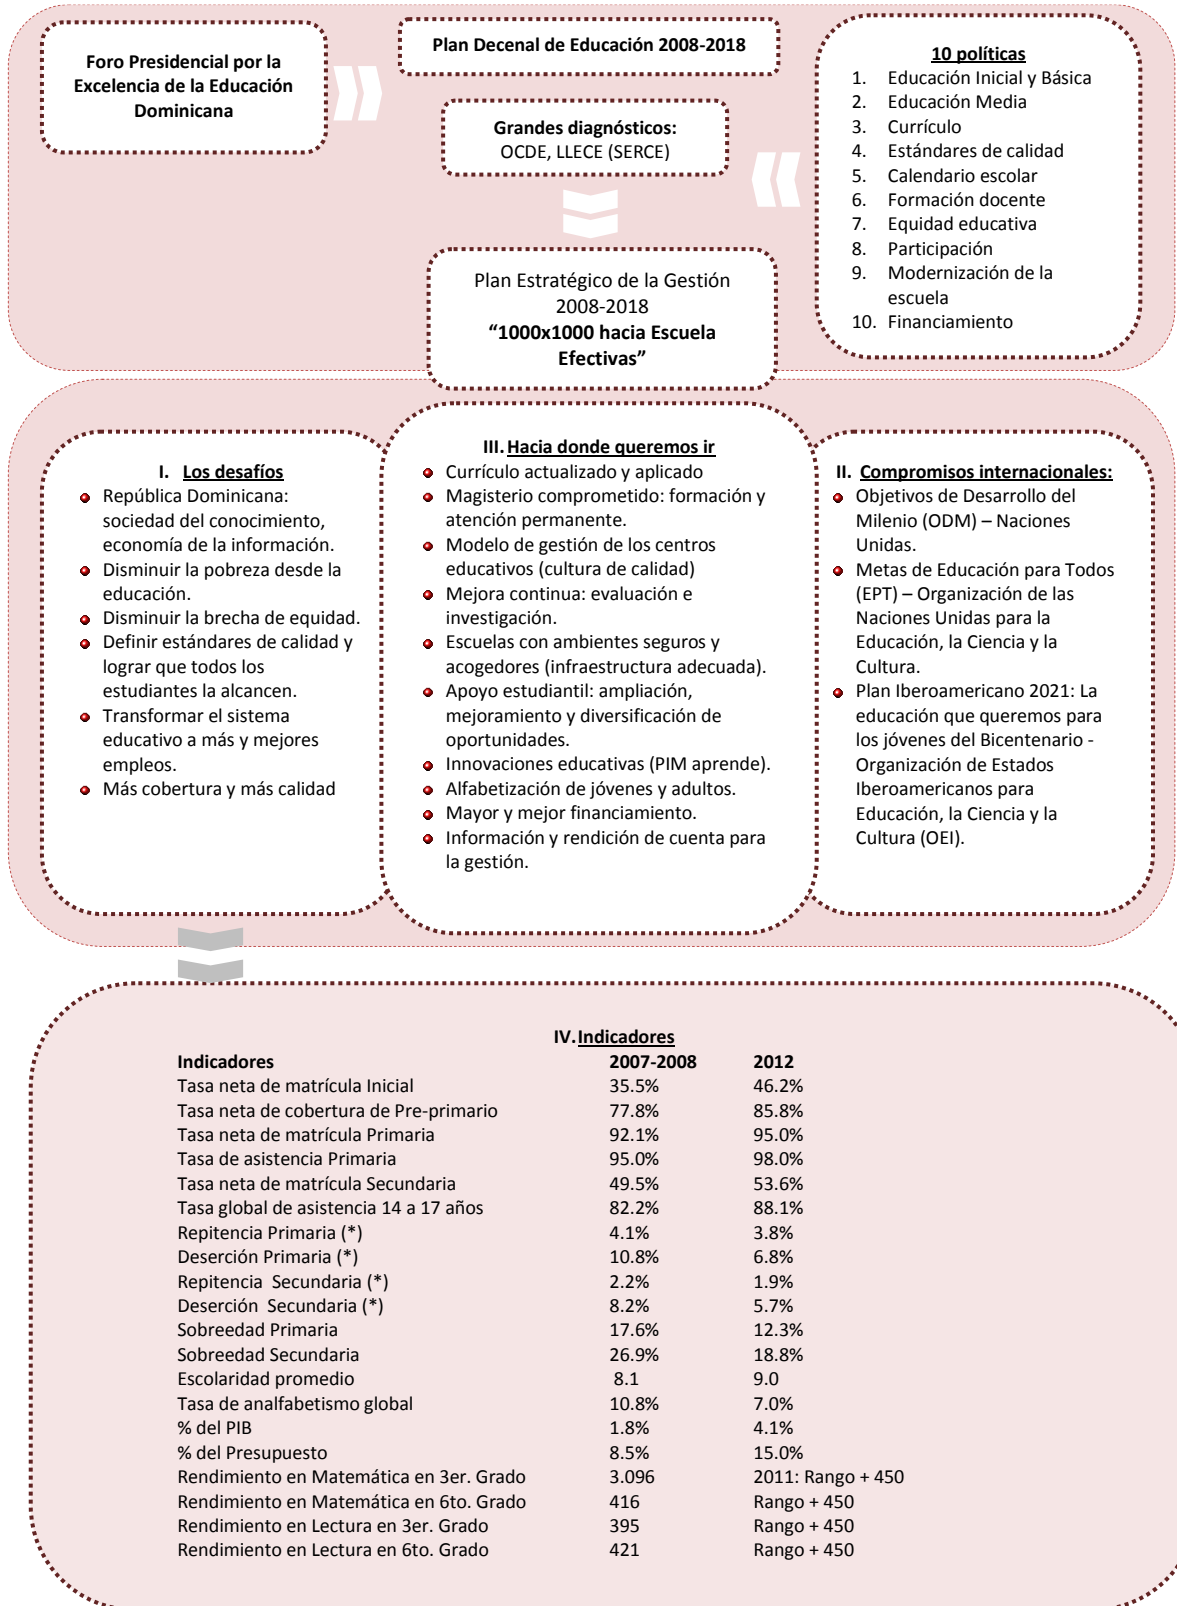 Foro Presidencial por la
Excelencia de la Educación
Dominicana
Plan Decenal de Educación 2008-2018
Grandes diagnósticos:
OCDE, LLECE (SERCE)
10 políticas
1. Educación Inicial y Básica
2. Educación Media
3. Currículo
4. Estándares de calidad
5. Calendario escolar
6. Formación docente
7. Equidad educativa
8. Participación
9. Modernización de la
escuela
10. Financiamiento
Plan Estratégico de la Gestión
2008-2018
“1000x1000 hacia Escuela
Efectivas”
I. Los desafíos
República Dominicana:
sociedad del conocimiento,
economía de la información.
Disminuir la pobreza desde la
educación.
Disminuir la brecha de equidad.
Definir estándares de calidad y
lograr que todos los
estudiantes la alcancen.
Transformar el sistema
educativo a más y mejores
empleos.
Más cobertura y más calidad
III. Hacia donde queremos ir
Currículo actualizado y aplicado
Magisterio comprometido: formación y
atención permanente.
Modelo de gestión de los centros
educativos (cultura de calidad)
Mejora continua: evaluación e
investigación.
Escuelas con ambientes seguros y
acogedores (infraestructura adecuada).
Apoyo estudiantil: ampliación,
mejoramiento y diversificación de
oportunidades.
Innovaciones educativas (PIM aprende).
Alfabetización de jóvenes y adultos.
Mayor y mejor financiamiento.
Información y rendición de cuenta para
la gestión.
II. Compromisos internacionales:
Objetivos de Desarrollo del
Milenio (ODM) – Naciones
Unidas.
Metas de Educación para Todos
(EPT) – Organización de las
Naciones Unidas para la
Educación, la Ciencia y la
Cultura.
Plan Iberoamericano 2021: La
educación que queremos para
los jóvenes del Bicentenario -
Organización de Estados
Iberoamericanos para
Educación, la Ciencia y la
Cultura (OEI).
IV. Indicadores
Indicadores 2007-2008 2012
Tasa neta de matrícula Inicial 35.5% 46.2%
Tasa neta de cobertura de Pre-primario 77.8% 85.8%
Tasa neta de matrícula Primaria 92.1% 95.0%
Tasa de asistencia Primaria 95.0% 98.0%
Tasa neta de matrícula Secundaria 49.5% 53.6%
Tasa global de asistencia 14 a 17 años 82.2% 88.1%
Repitencia Primaria (*) 4.1% 3.8%
Deserción Primaria (*) 10.8% 6.8%
Repitencia Secundaria (*) 2.2% 1.9%
Deserción Secundaria (*) 8.2% 5.7%
Sobreedad Primaria 17.6% 12.3%
Sobreedad Secundaria 26.9% 18.8%
Escolaridad promedio 8.1 9.0
Tasa de analfabetismo global 10.8% 7.0%
% del PIB 1.8% 4.1%
% del Presupuesto 8.5% 15.0%
Rendimiento en Matemática en 3er. Grado 3.096 2011: Rango + 450
Rendimiento en Matemática en 6to. Grado 416 Rango + 450
Rendimiento en Lectura en 3er. Grado 395 Rango + 450
Rendimiento en Lectura en 6to. Grado 421 Rango + 450